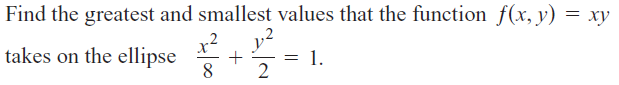 Find the greatest and smallest values that the function f(x, y) = xy
takes on the ellipse x²/8 + y²/2 = 1.